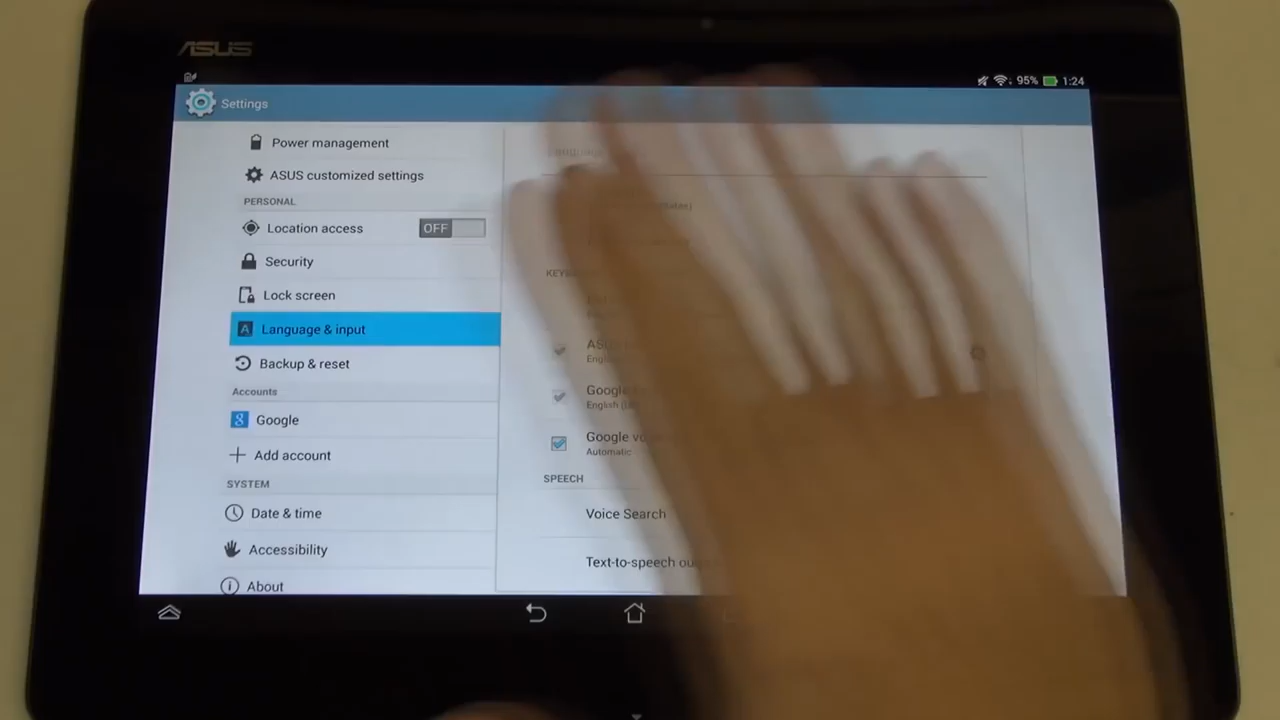 ASUS
95% 1:24
Settings
Power management
ASUS customized settings
PERSONAL
Location access OFF
Security
Lock screen
Language & input
Backup & reset
Accounts
Google
Add account
SYSTEM
Date & time
Accessibility
About
Google
Google
Automatic
SPEECH
Voice Search
Text-to-speech